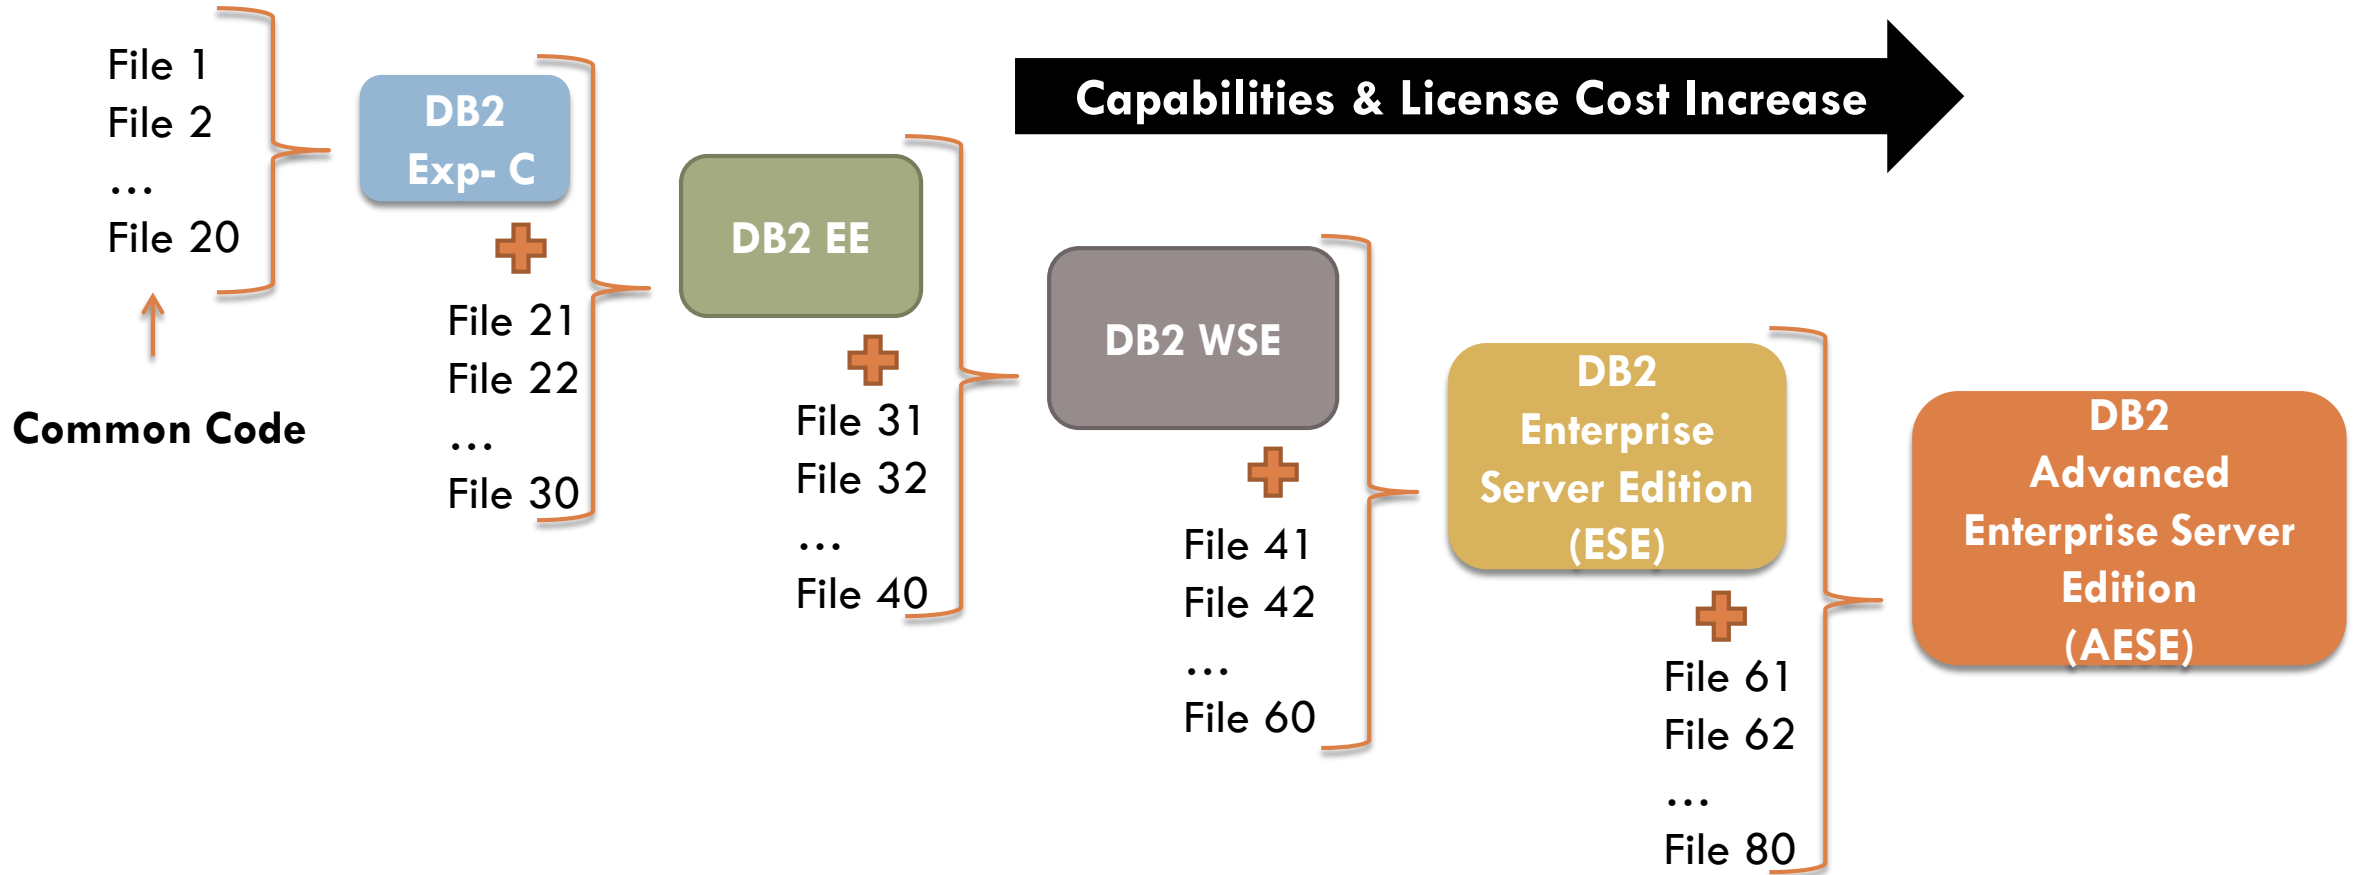 File 1
File 2
...
File 20
Common Code
DB2
Exp- C
File 21
File 22
...
File 30
DB2 EE
File 31
File 32
...
File 40
Capabilities & License Cost Increase
DB2 WSE
File 41
File 42
...
File 60
DB2
Enterprise
Server Edition
(ESE)
File 61
File 62
...
File 80
DB2
Advanced
Enterprise Server
Edition
(AESE)